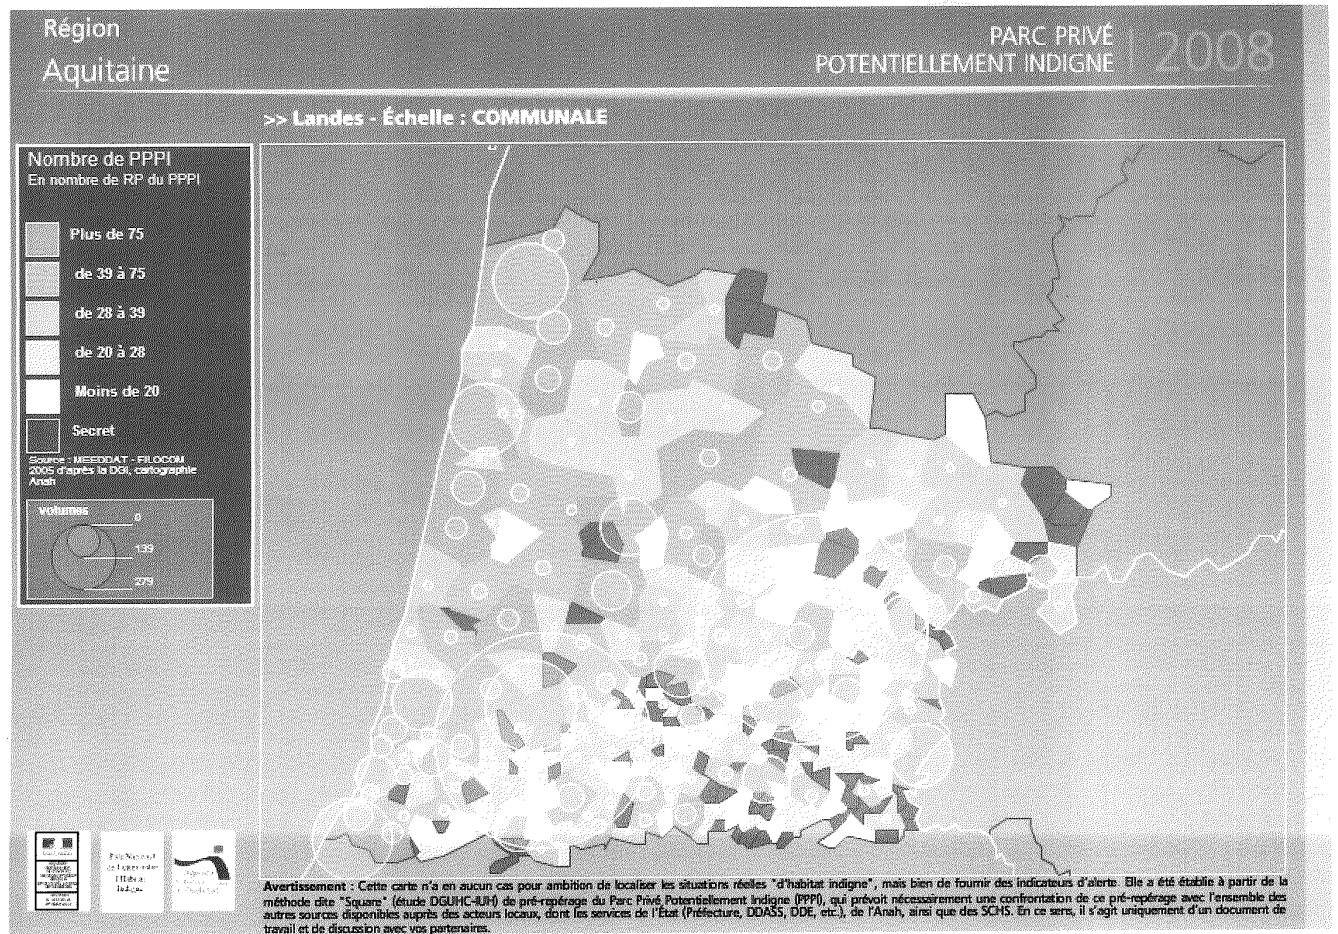 Région
Aquitaine
PARC PRIVÉ
POTENTIELLEMENT INDIGNE
2008
>> Landes - Échelle : COMMUNALE
Nombre de PPPI
En nombre de RP du PPPI
Plus de 75
de 39 à 75
de 28 à 39
de 20 à 28
Moins de 20
Secret
Source : MEEDDAT - FILOCOM
2005 d'après la DGI, cartographie
Anah
volumes
0
139
279
Avertissement : Cette carte n'a en aucun cas pour ambition de localiser les situations réelles "d'habitat indigne", mais bien de fournir des indicateurs d'alerte. Elle a été établie à partir de la
méthode dite "Square" (étude DGUHC-IUH) de pré-repérage du Parc Privé Potentiellement Indigne (PPPI), qui prévoit nécessairement une confrontation de ce pré-repérage avec l'ensemble des
autres sources disponibles auprès des acteurs locaux, dont les services de l'État (Préfecture, DDASS, DDE, etc.), de l'Anah, ainsi que des SCHS. En ce sens, il s'agit uniquement d'un document de
travail et de discussion avec vos partenaires.